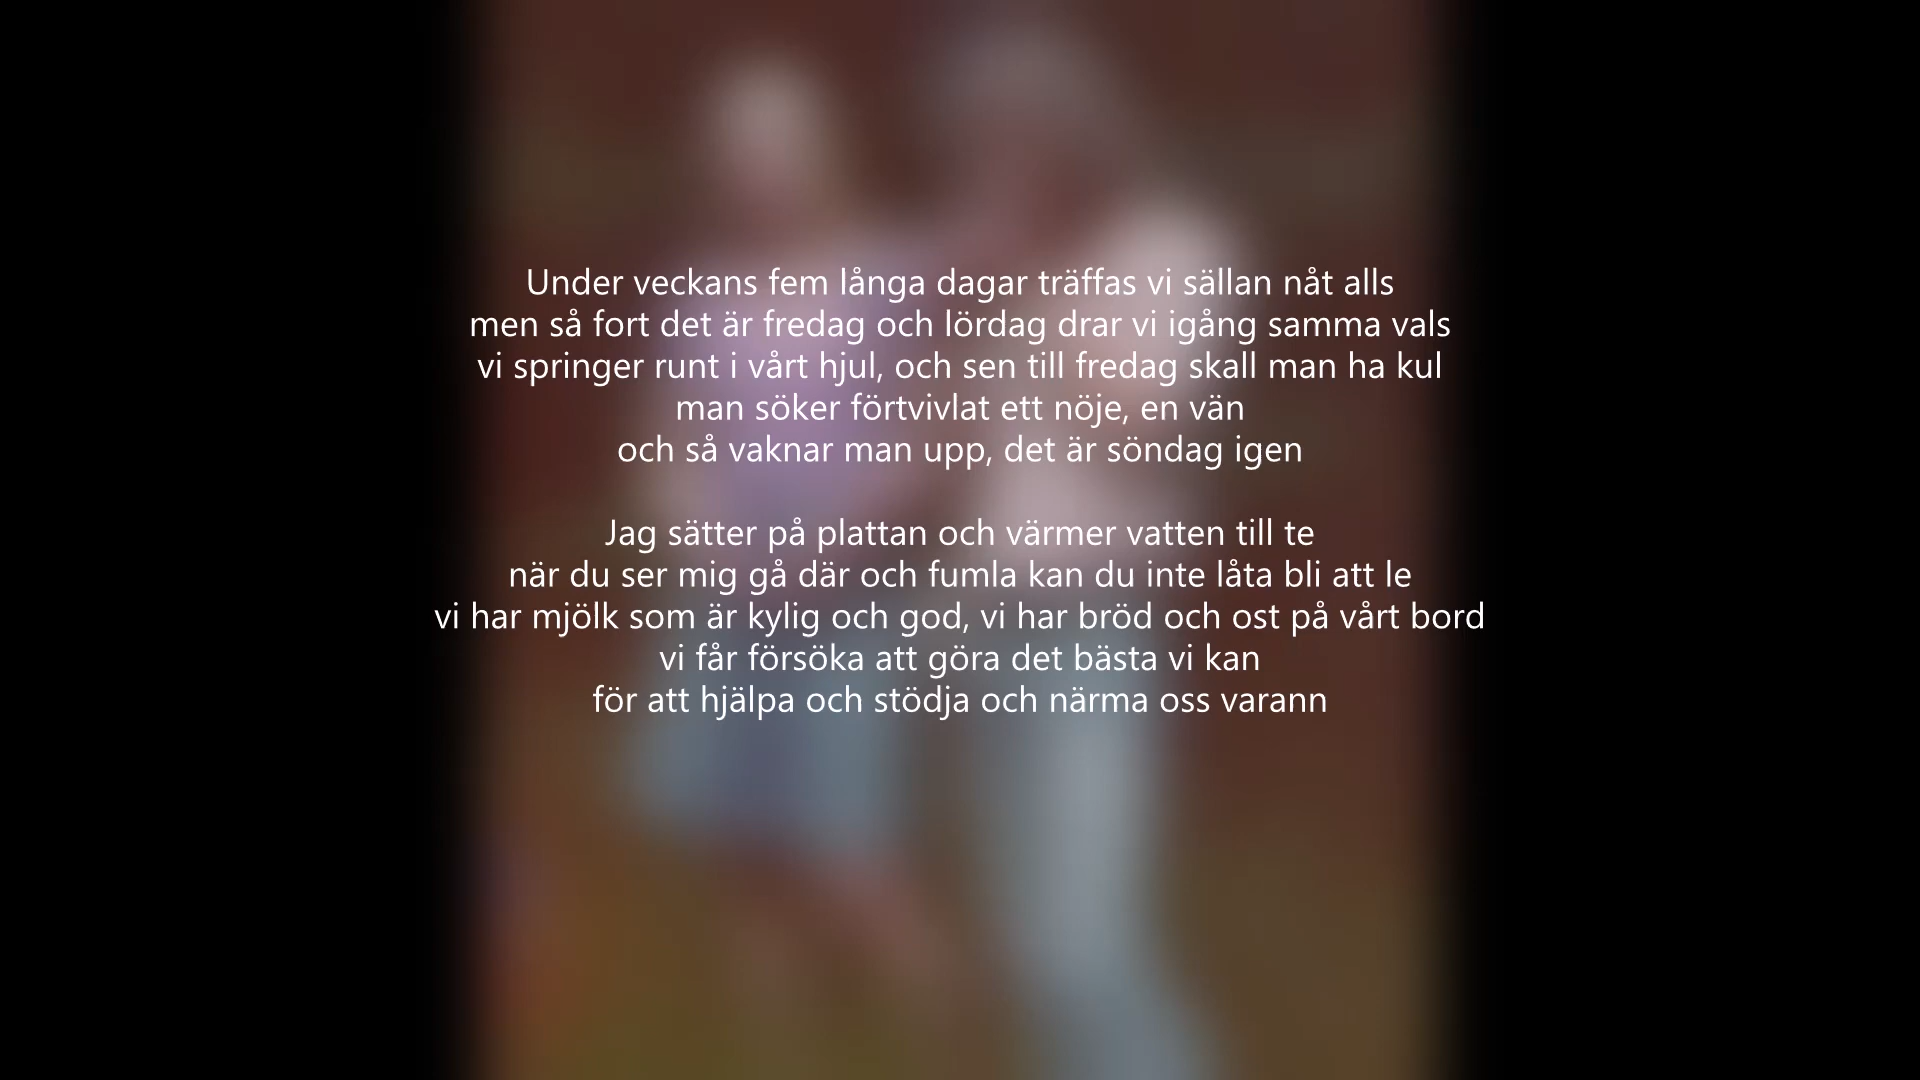 Under veckans fem långa dagar träffas vi sällan nåt alls
men så fort det är fredag och lördag drar vi igång samma vals
vi springer runt i vårt hjul, och sen till fredag skall man ha kul
man söker förtvivlat ett nöje, en vän
och så vaknar man upp, det är söndag igen
Jag sätter på plattan och värmer vatten till te
när du ser mig gå där och fumla kan du inte låta bli att le
vi har mjölk som är kylig och god, vi har bröd och ost på vårt bord
vi får försöka att göra det bästa vi kan
för att hjälpa och stödja och närma oss varann